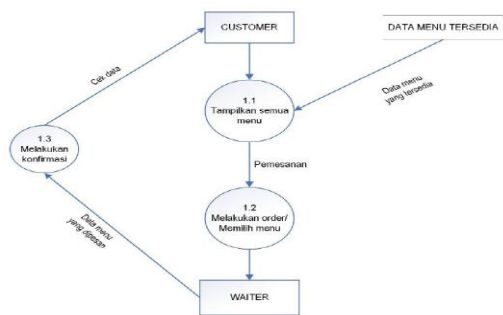 CUSTOMER
DATA MENU TERSEDIA
Cek data
1.1
Tampilkan semua
menu
Data menu
yang tersedia
1.3
Melakukan
konfirmasi
Pemesanan
1.2
Melakukan order/
Memilih menu
Data menu
yang dipesan
WAITER